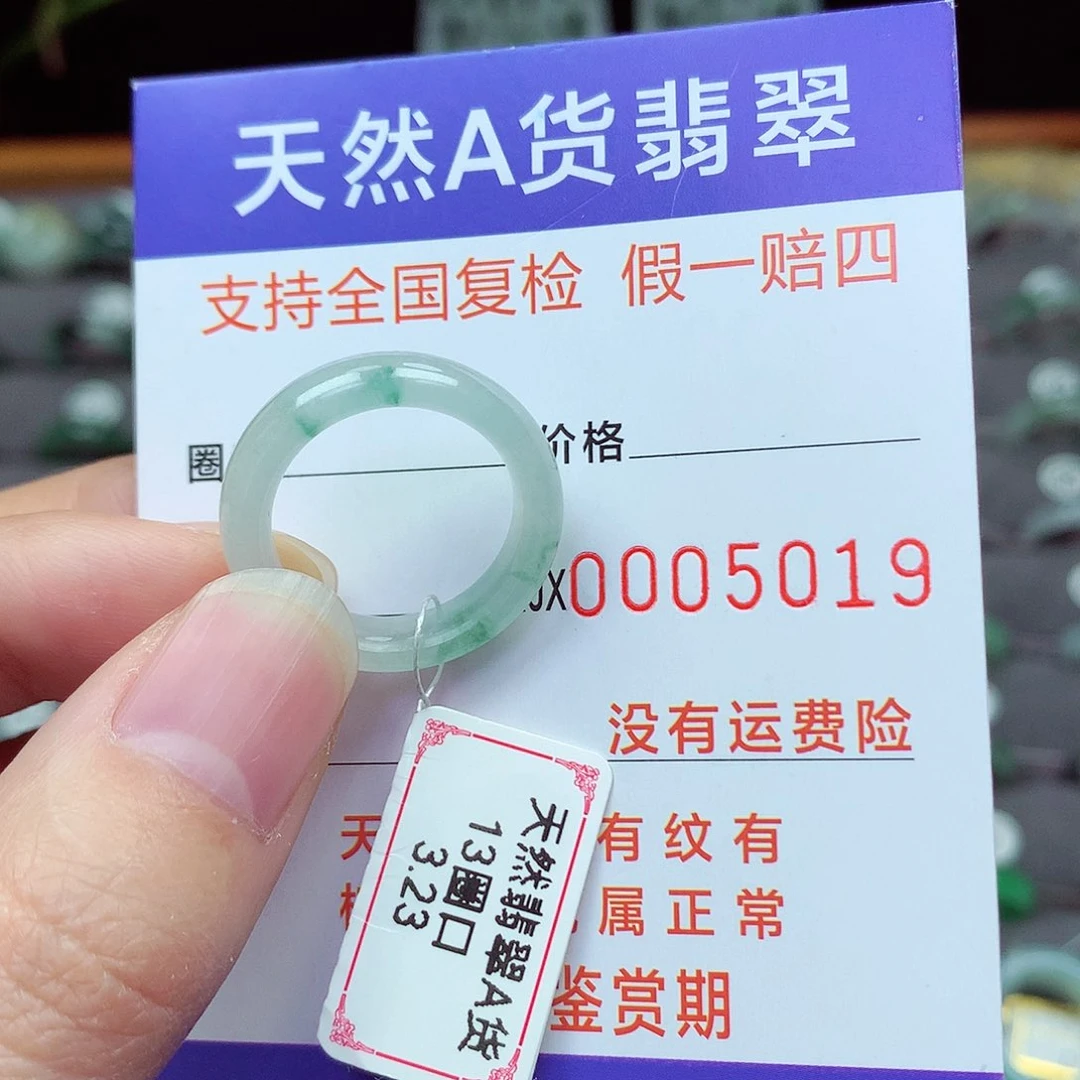 天然A货翡翠
支持全国复检 假一赔四
圈 价格
0005019
没有运费险
有纹有
属正常
鉴赏期
天然翡翠A货
13圈口
3.23